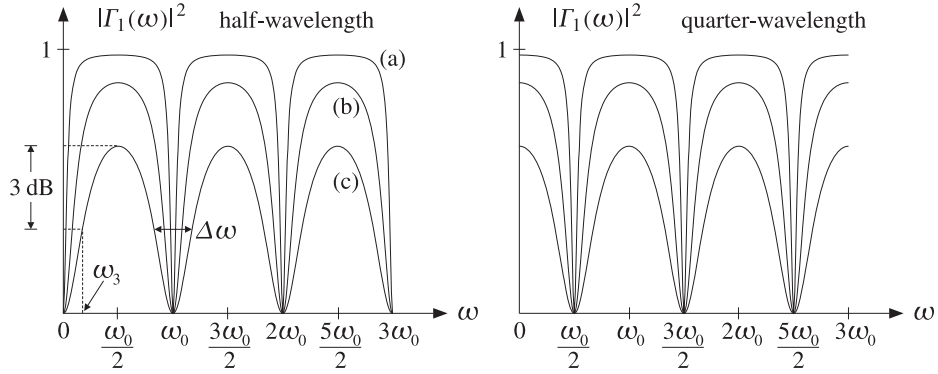 |Γ₁(ω)|² half-wavelength
1
(a)
(b)
(c)
3 dB
Δω
ω₃
ω
0 ω₀/2 ω₀ 3ω₀/2 2ω₀ 5ω₀/2 3ω₀
|Γ₁(ω)|² quarter-wavelength
1
ω
0 ω₀/2 ω₀ 3ω₀/2 2ω₀ 5ω₀/2 3ω₀